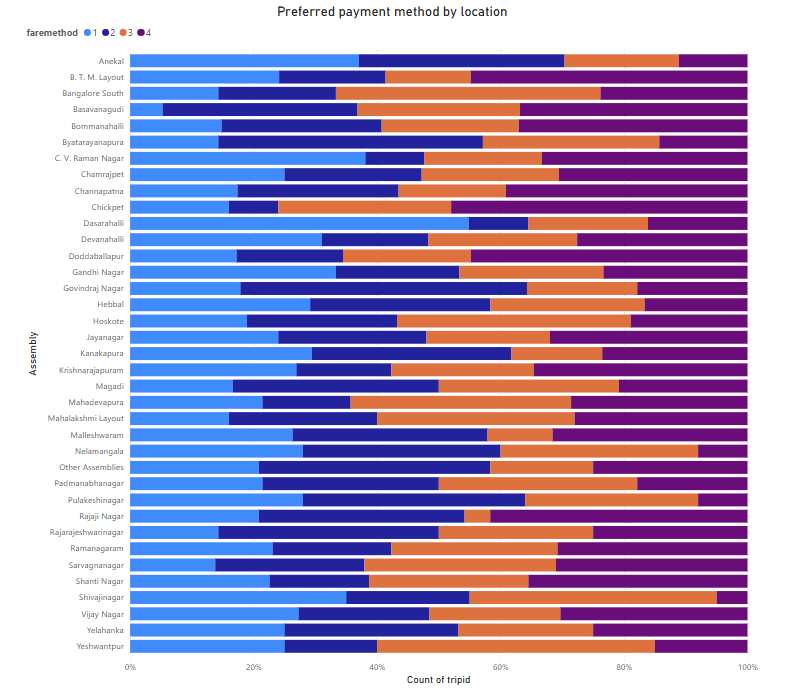 Preferred payment method by location
faremethod 1 2 3 4
Anekal
B. T. M. Layout
Bangalore South
Basavanagudi
Bommanahalli
Byatarayanapura
C. V. Raman Nagar
Chamrajpet
Channapatna
Chickpet
Dasarahalli
Devanahalli
Doddaballapur
Gandhi Nagar
Govindraj Nagar
Hebbal
Hoskote
Jayanagar
Kanakapura
Krishnarajapuram
Magadi
Mahadevapura
Mahalakshmi Layout
Malleshwaram
Nelamangala
Other Assemblies
Padmanabhanagar
Pulakeshinagar
Rajaji Nagar
Rajarajeshwarinagar
Ramanagaram
Sarvagnanagar
Shanti Nagar
Shivajinagar
Vijay Nagar
Yelahanka
Yeshwantpur
Assembly
0% 20% 40% 60% 80% 100%
Count of tripid